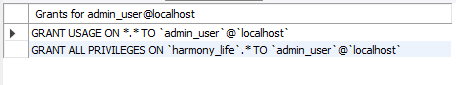 Grants for admin_user@localhost
GRANT USAGE ON *.* TO `admin_user`@`localhost`
GRANT ALL PRIVILEGES ON `harmony_life`.* TO `admin_user`@`localhost`